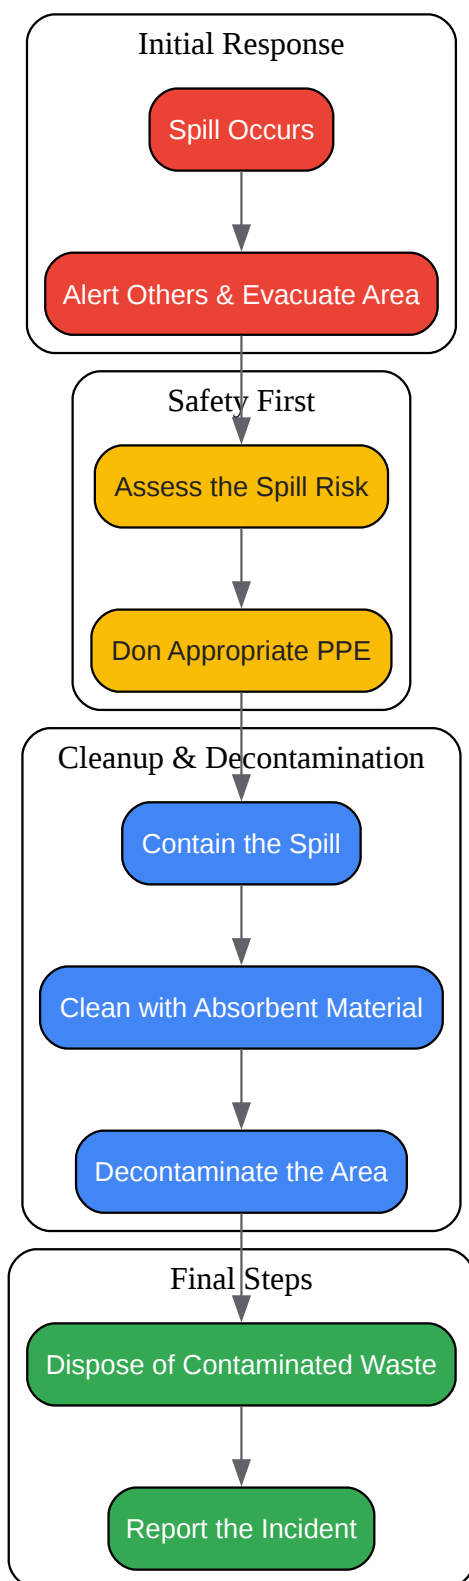 Initial Response
Spill Occurs
Alert Others & Evacuate Area
Safety First
Assess the Spill Risk
Don Appropriate PPE
Cleanup & Decontamination
Contain the Spill
Clean with Absorbent Material
Decontaminate the Area
Final Steps
Dispose of Contaminated Waste
Report the Incident